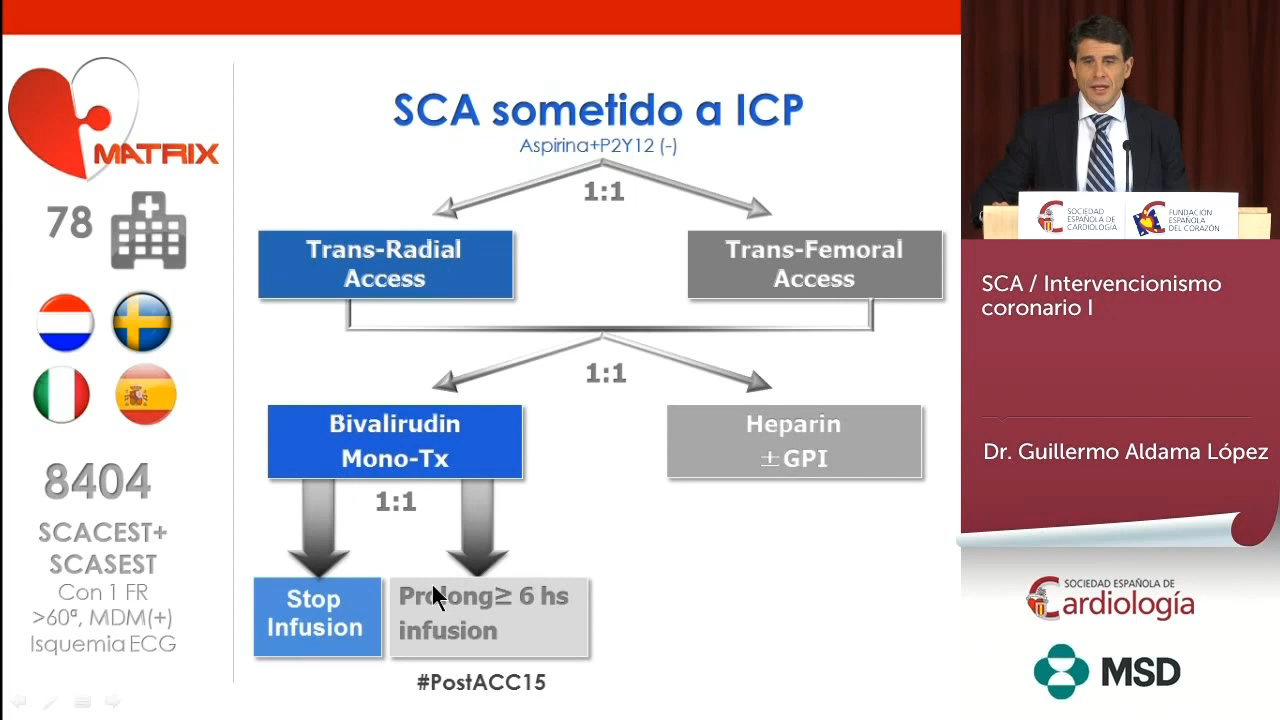 MATRIX
78
8404
SCACEST+
SCASEST
Con 1 FR
>60ª, MDM(+)
Isquemia ECG
SCA sometido a ICP
Aspirina+P2Y12 (-)
1:1
Trans-Radial
Access
Trans-Femoral
Access
1:1
Bivalirudin
Mono-Tx
Heparin
±GPI
1:1
Stop
Infusion
Prolong≥ 6 hs
infusion
#PostACC15
SOCIEDAD
ESPAÑOLA DE
CARDIOLOGÍA
FUNDACIÓN
ESPAÑOLA
DEL CORAZÓN
SCA / Intervencionismo
coronario I
Dr. Guillermo Aldama López
SOCIEDAD ESPAÑOLA DE
Cardiología
MSD